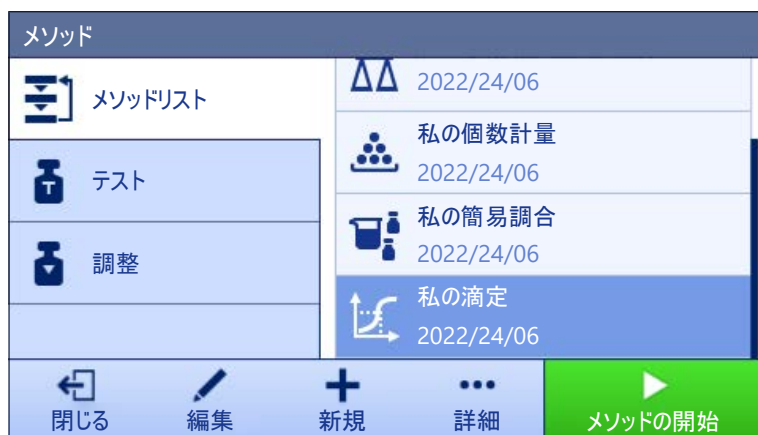 メソッド
メソッドリスト
テスト
調整
2022/24/06
私の個数計量
2022/24/06
私の簡易調合
2022/24/06
私の滴定
2022/24/06
閉じる
編集
新規
詳細
メソッドの開始